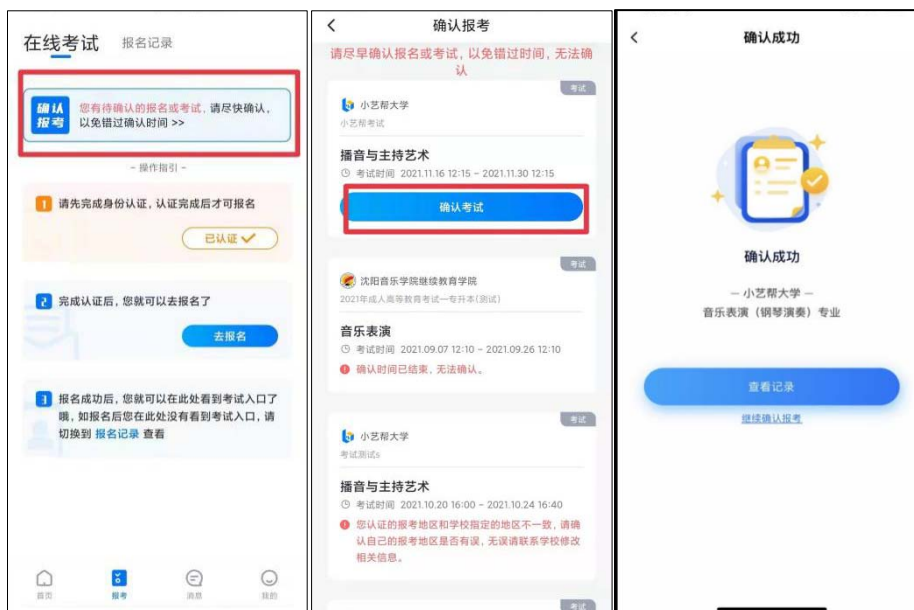 在线考试 报名记录
确认
报考
您有待确认的报名或考试，请尽快确认，
以免错过确认时间 >>
- 操作指引 -
1 请先完成身份认证，认证完成后才可报名
已认证
2 完成认证后，您就可以去报名了
去报名
3 报名成功后，您就可以在此处看到考试入口了
哦，如报名后您在此处没有看到考试入口，请
切换到 报名记录 查看
首页 报考 消息 我的
确认报考
请尽早确认报名或考试，以免错过时间，无法确
认
考试
小艺帮大学
小艺帮考试
播音与主持艺术
考试时间 2021.11.16 12:15 - 2021.11.30 12:15
确认考试
考试
沈阳音乐学院继续教育学院
2021年成人高等教育考试—专升本(测试)
音乐表演
考试时间 2021.09.07 12:10 - 2021.09.26 12:10
确认时间已结束，无法确认。
考试
小艺帮大学
考试测试s
播音与主持艺术
考试时间 2021.10.20 16:00 - 2021.10.24 16:40
您认证的报考地区和学校指定的地区不一致，请确
认自己的报考地区是否有误，无误请联系学校修改
相关信息。
考试
确认成功
确认成功
— 小艺帮大学 —
音乐表演（钢琴演奏）专业
查看记录
继续确认报考